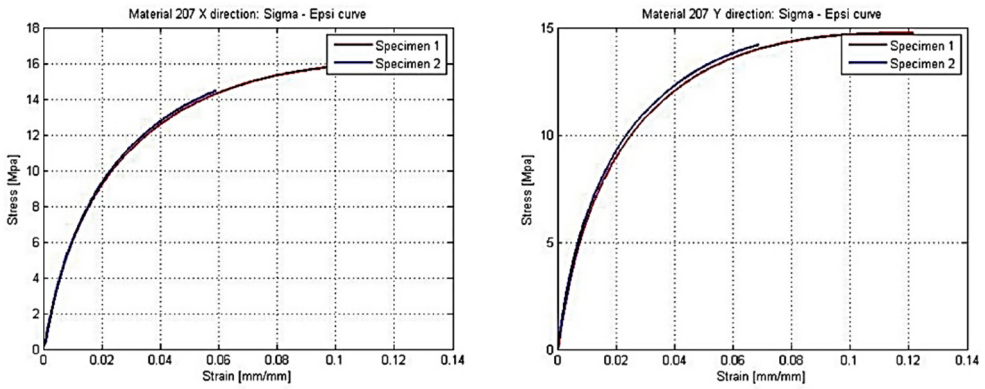 Material 207 X direction: Sigma - Epsi curve
18
16
14
12
10
8
6
4
2
0
Stress [Mpa]
Specimen 1
Specimen 2
0 0.02 0.04 0.06 0.08 0.1 0.12 0.14
Strain [mm/mm]
Material 207 Y direction: Sigma - Epsi curve
15
10
5
0
Stress [Mpa]
Specimen 1
Specimen 2
0 0.02 0.04 0.06 0.08 0.1 0.12 0.14
Strain [mm/mm]